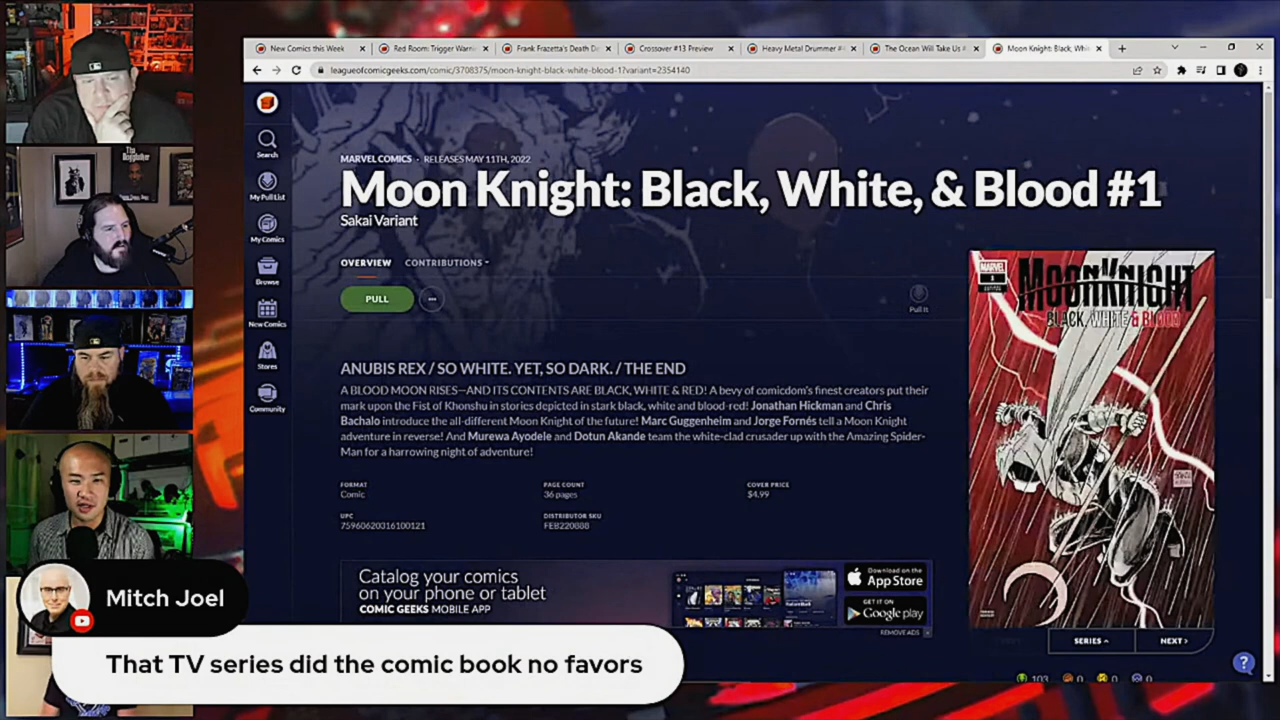 New Comics this Week
Red Room: Trigger Warni
Frank Frazetta's Death De
Crossover #13 Preview
Heavy Metal Drummer #
The Ocean Will Take Us #
Moon Knight: Black, Whi
leagueofcomicgeeks.com/comic/3708375/moon-knight-black-white-blood-1?variant=2354140
Search
My Pull List
My Comics
Browse
New Comics
Stores
Community
MARVEL COMICS · RELEASES MAY 11TH, 2022
Moon Knight: Black, White, & Blood #1
Sakai Variant
OVERVIEW
CONTRIBUTIONS
PULL
Pull It
ANUBIS REX / SO WHITE. YET, SO DARK. / THE END
A BLOOD MOON RISES—AND ITS CONTENTS ARE BLACK, WHITE & RED! A bevy of comicdom's finest creators put their
mark upon the Fist of Khonshu in stories depicted in stark black, white and blood-red! Jonathan Hickman and Chris
Bachalo introduce the all-different Moon Knight of the future! Marc Guggenheim and Jorge Fornés tell a Moon Knight
adventure in reverse! And Murewa Ayodele and Dotun Akande team the white-clad crusader up with the Amazing Spider-
Man for a harrowing night of adventure!
FORMAT
Comic
PAGE COUNT
36 pages
COVER PRICE
$4.99
UPC
75960620316100121
DISTRIBUTOR SKU
FEB220888
MARVEL
1
MOON KNIGHT
BLACK, WHITE & BLOOD
Catalog your comics
on your phone or tablet
COMIC GEEKS MOBILE APP
Download on the
App Store
GET IT ON
Google play
REMOVE ADS
SERIES
NEXT
103
0
0
0
?
Mitch Joel
That TV series did the comic book no favors